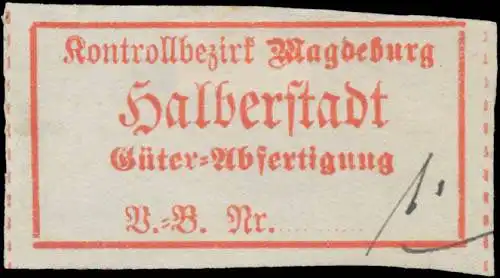 Kontrollbezirk Magdeburg
Halberstadt
Güter-Abfertigung
V.-B. Nr.